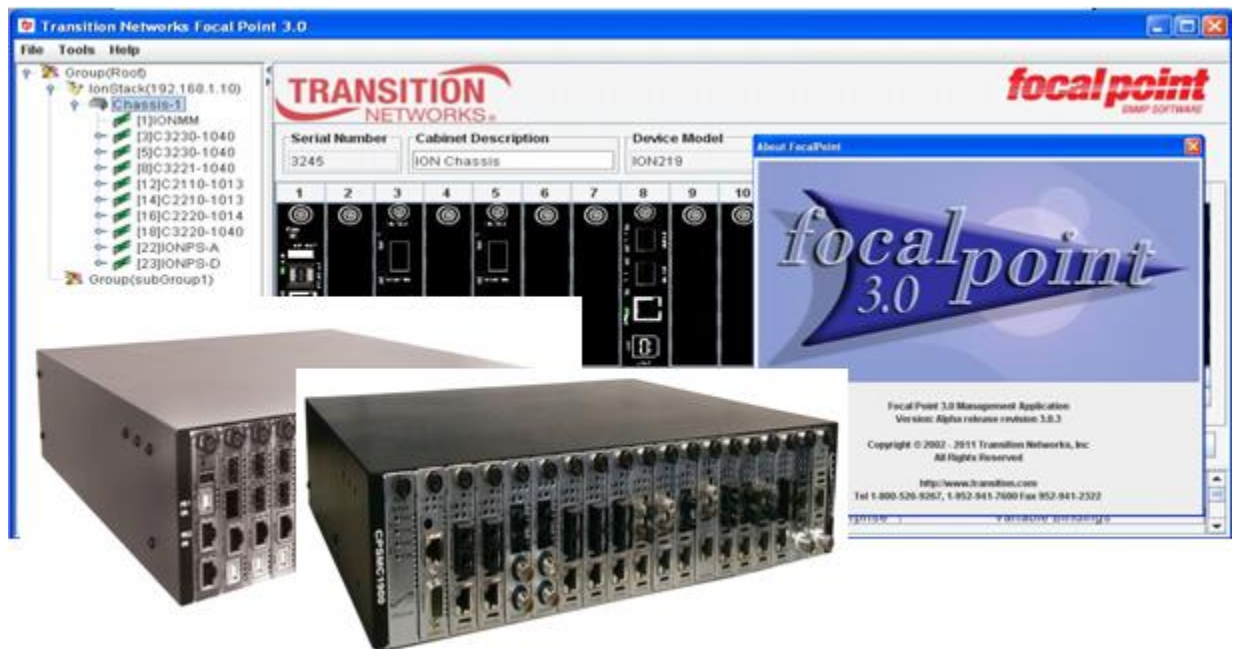 Transition Networks Focal Point 3.0
File Tools Help
Group(Root)
IonStack(192.168.1.10)
Chassis-1
[1]IONMM
[3]C3230-1040
[5]C3230-1040
[8]C3221-1040
[12]C2110-1013
[14]C2210-1013
[16]C2220-1014
[18]C3220-1040
[22]IONPS-A
[23]IONPS-D
Group(subGroup1)
TRANSITION
NETWORKS®
focal point
SNMP SOFTWARE
Serial Number Cabinet Description Device Model
3245 ION Chassis ION219
1 2 3 4 5 6 7 8 9 10
About FocalPoint
focal point
3.0
Focal Point 3.0 Management Application
Version: Alpha release revision 3.0.3
Copyright © 2002 - 2011 Transition Networks, Inc
All Rights Reserved
http://www.transition.com
Tel 1-800-526-9267, 1-952-941-7600 Fax 952-941-2322
Variable Bindings
CPSMC1900